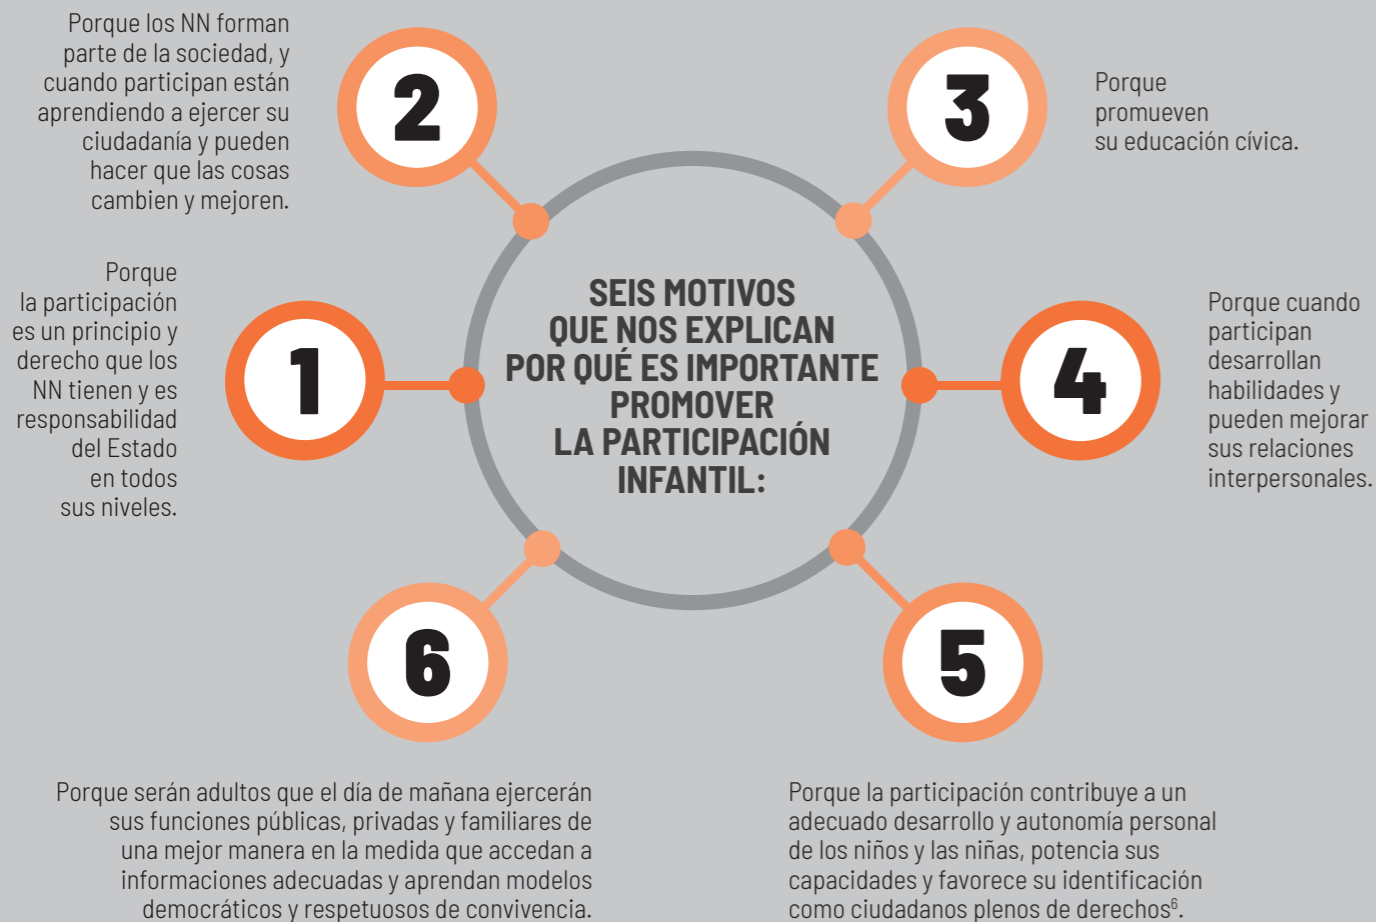 SEIS MOTIVOS
QUE NOS EXPLICAN
POR QUÉ ES IMPORTANTE
PROMOVER
LA PARTICIPACIÓN
INFANTIL:
1
Porque
la participación
es un principio y
derecho que los
NN tienen y es
responsabilidad
del Estado
en todos
sus niveles.
2
Porque los NN forman
parte de la sociedad, y
cuando participan están
aprendiendo a ejercer su
ciudadanía y pueden
hacer que las cosas
cambien y mejoren.
3
Porque
promueven
su educación cívica.
4
Porque cuando
participan
desarrollan
habilidades y
pueden mejorar
sus relaciones
interpersonales.
5
Porque la participación contribuye a un
adecuado desarrollo y autonomía personal
de los niños y las niñas, potencia sus
capacidades y favorece su identificación
como ciudadanos plenos de derechos⁶.
6
Porque serán adultos que el día de mañana ejercerán
sus funciones públicas, privadas y familiares de
una mejor manera en la medida que accedan a
informaciones adecuadas y aprendan modelos
democráticos y respetuosos de convivencia.